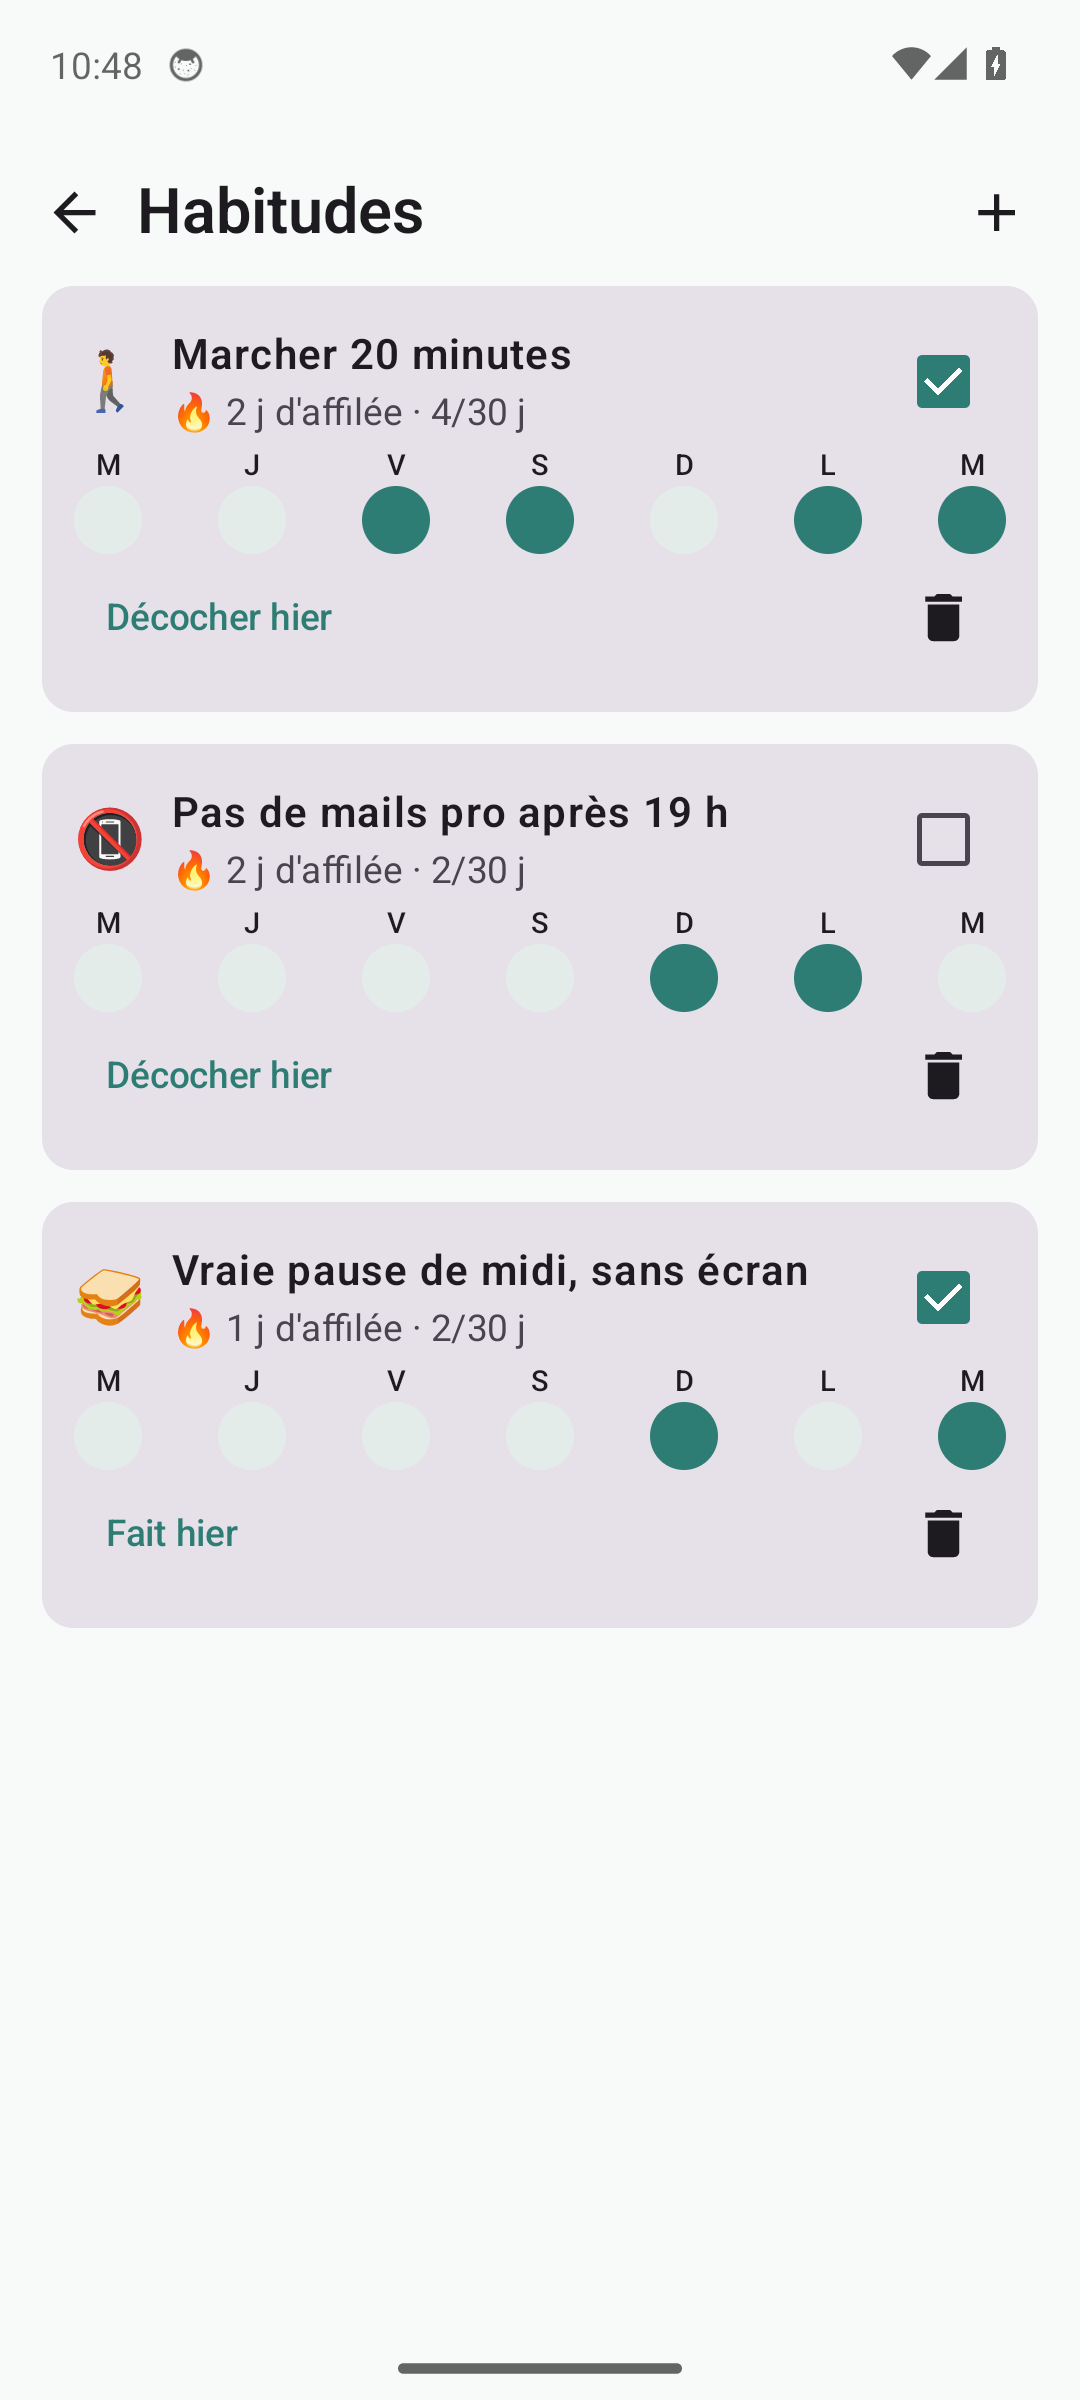 10:48
Habitudes
Marcher 20 minutes
🔥 2 j d'affilée · 4/30 j
M J V S D L M
Décocher hier
Pas de mails pro après 19 h
🔥 2 j d'affilée · 2/30 j
M J V S D L M
Décocher hier
Vraie pause de midi, sans écran
🔥 1 j d'affilée · 2/30 j
M J V S D L M
Fait hier